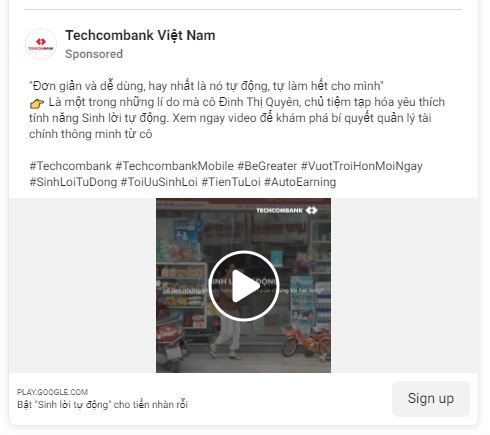 Techcombank Việt Nam
TECHCOMBANK
Sponsored
"Đơn giản và dễ dùng, hay nhất là nó tự động, tự làm hết cho mình"
👉 Là một trong những lí do mà cô Đinh Thị Quyên, chủ tiệm tạp hóa yêu thích
tính năng Sinh lời tự động. Xem ngay video để khám phá bí quyết quản lý tài
chính thông minh từ cô
#Techcombank #TechcombankMobile #BeGreater #VuotTroiHonMoiNgay
#SinhLoiTuDong #ToiUuSinhLoi #TienTuLoi #AutoEarning
TECHCOMBANK
SINH LỜI TỰ ĐỘNG
PLAY.GOOGLE.COM
Bật "Sinh lời tự động" cho tiền nhàn rỗi
Sign up